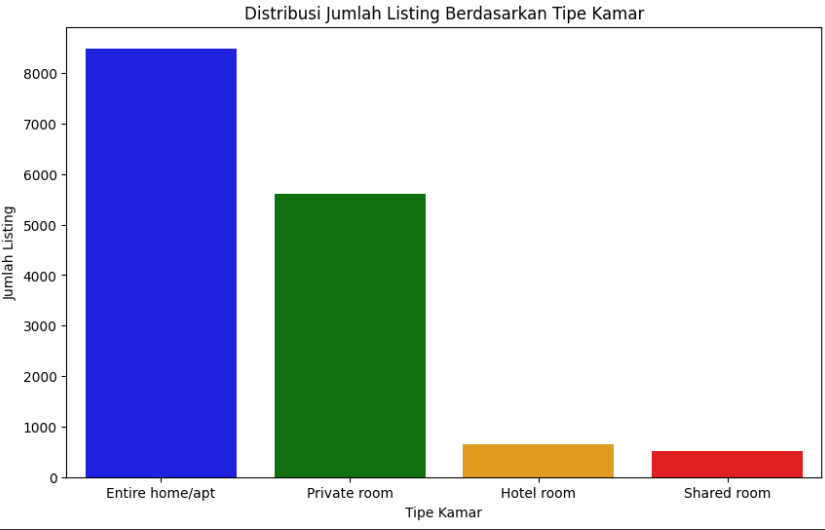 Distribusi Jumlah Listing Berdasarkan Tipe Kamar
Jumlah Listing
8000
7000
6000
5000
4000
3000
2000
1000
0
Entire home/apt Private room Hotel room Shared room
Tipe Kamar